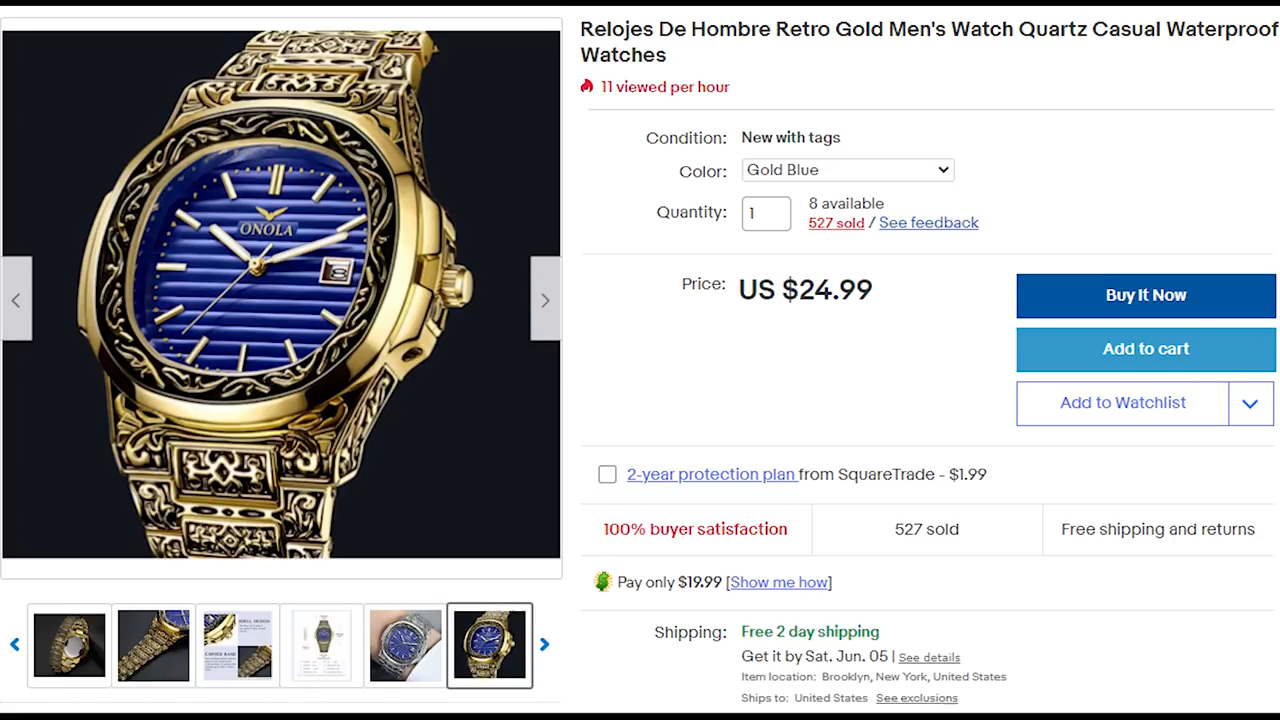 Relojes De Hombre Retro Gold Men's Watch Quartz Casual Waterproof
Watches
11 viewed per hour
Condition: New with tags
Color: Gold Blue
Quantity: 1
8 available
527 sold / See feedback
Price: US $24.99
Buy It Now
Add to cart
Add to Watchlist
2-year protection plan from SquareTrade - $1.99
100% buyer satisfaction
527 sold
Free shipping and returns
Pay only $19.99 [Show me how]
Shipping: Free 2 day shipping
Get it by Sat. Jun. 05 | See details
Item location: Brooklyn, New York, United States
Ships to: United States See exclusions
ONOLA
8